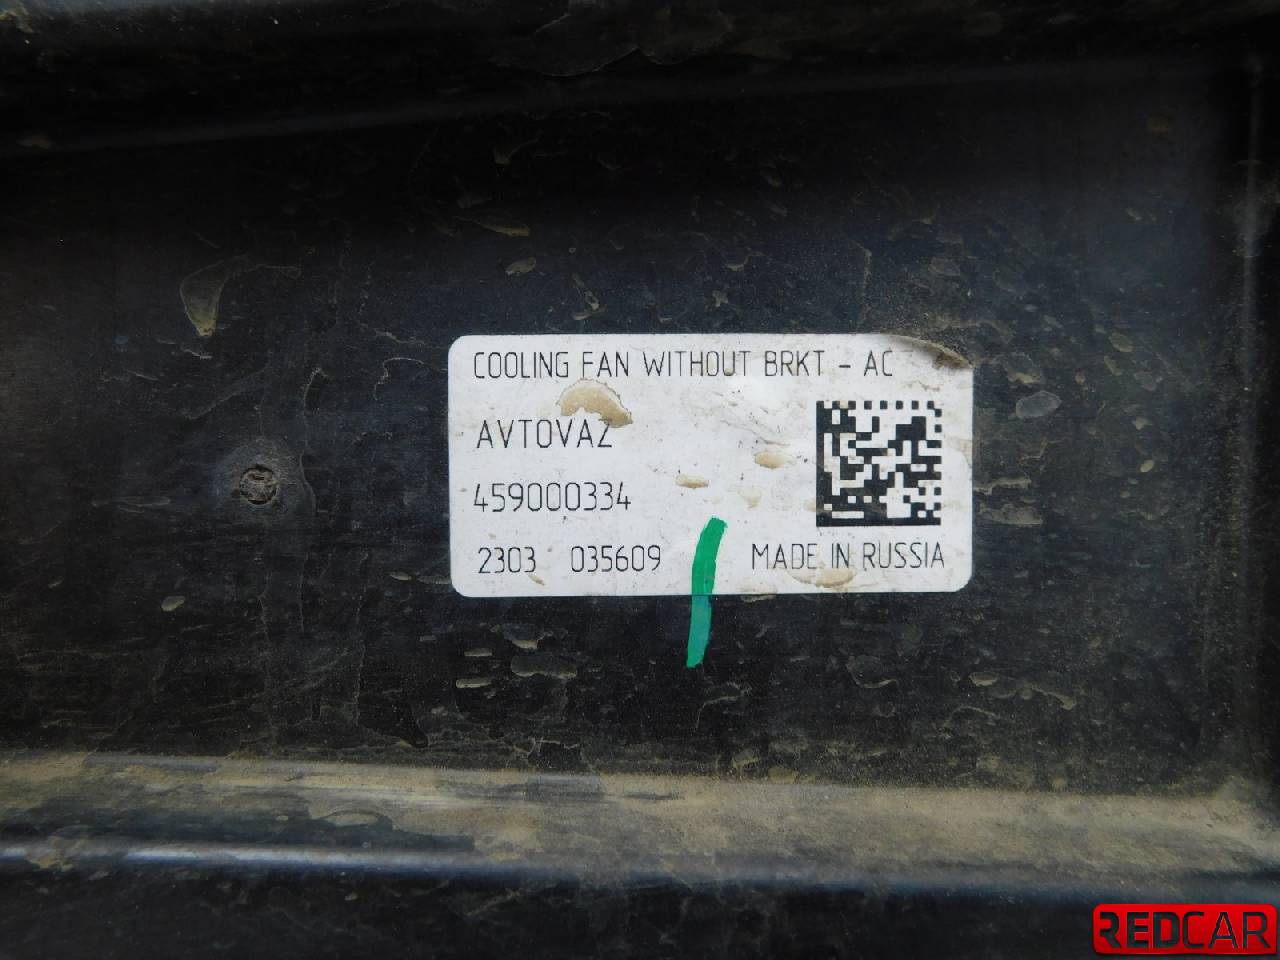 COOLING FAN WITHOUT BRKT - AC
AVTOVAZ
459000334
2303 035609 MADE IN RUSSIA
REDCAR